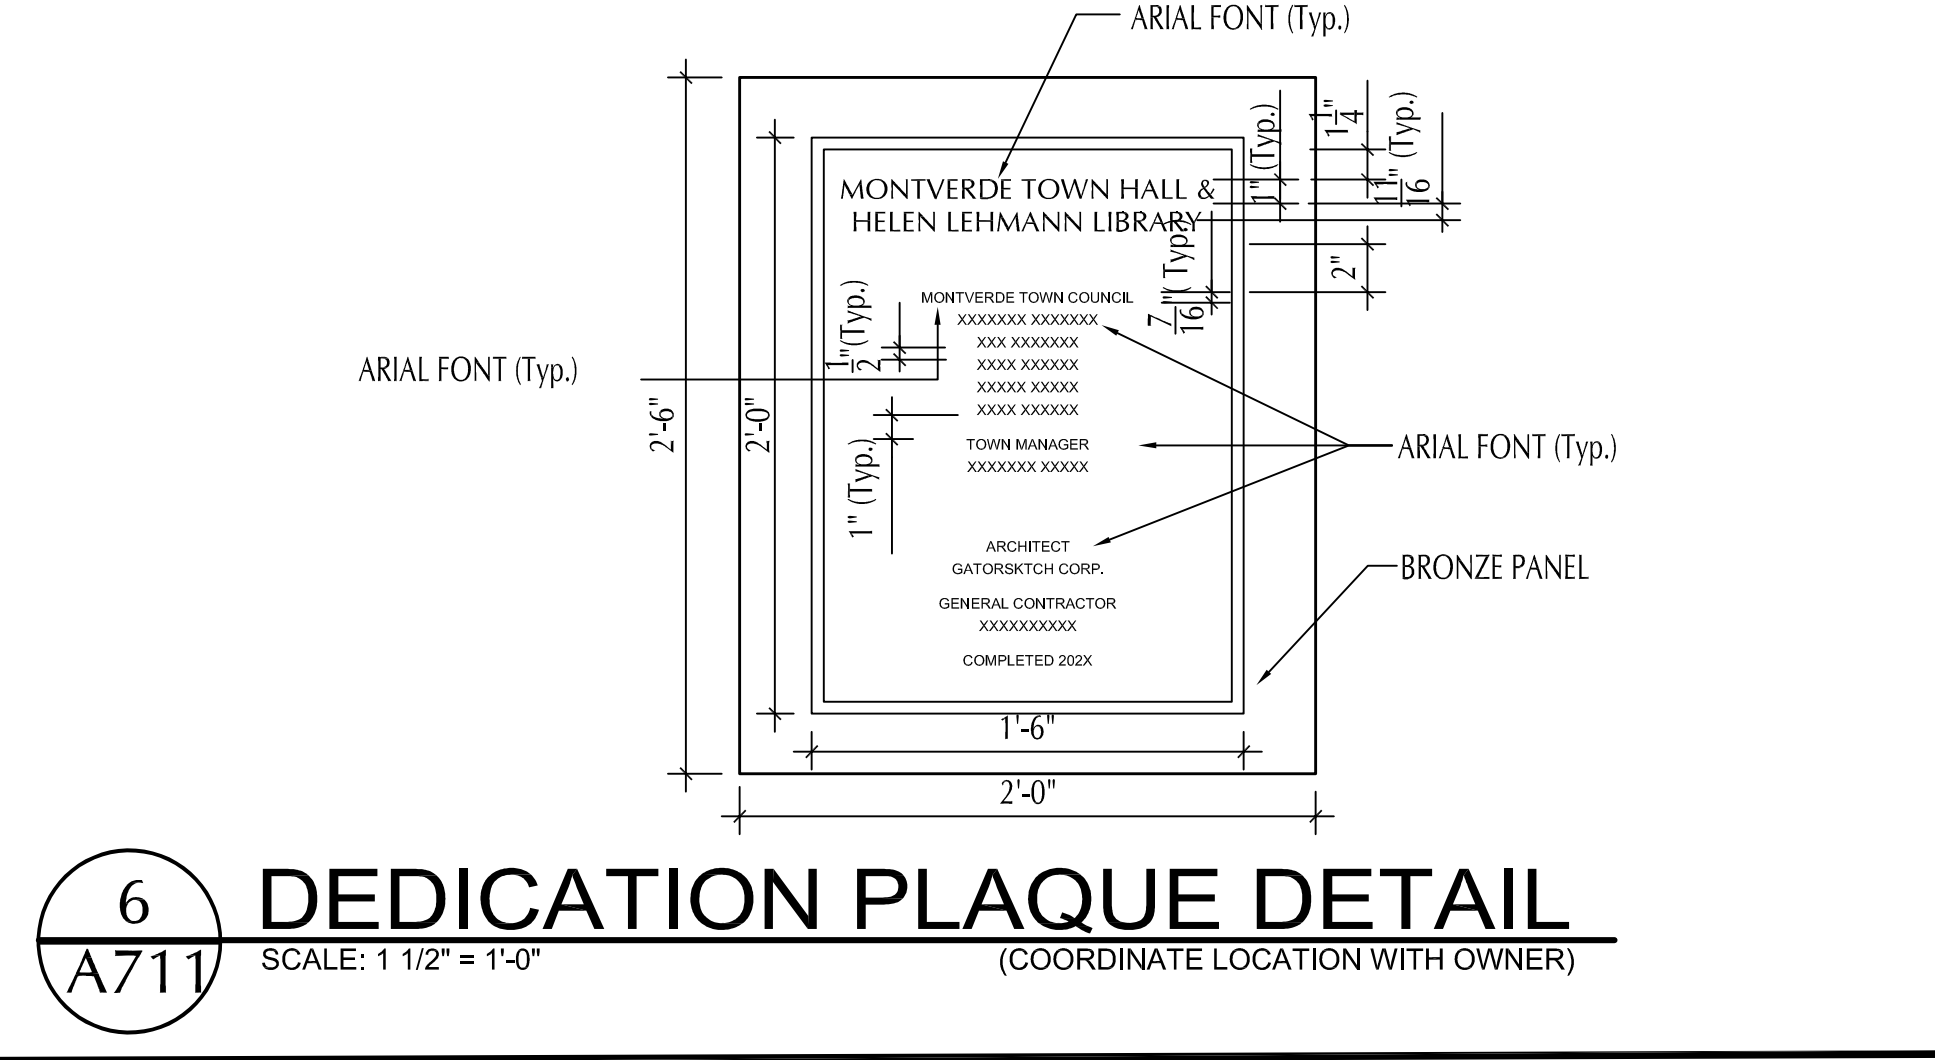 ARIAL FONT (Typ.)
1" (Typ.)
1 1/4"
11/16" (Typ.)
MONTVERDE TOWN HALL &
HELEN LEHMANN LIBRARY
7/16"( Typ.)
2"
1/2"(Typ.)
MONTVERDE TOWN COUNCIL
XXXXXXX XXXXXXX
XXX XXXXXXX
XXXX XXXXXX
XXXXX XXXXX
XXXX XXXXXX
ARIAL FONT (Typ.)
2'-6"
2'-0"
1" (Typ.)
TOWN MANAGER
XXXXXXX XXXXX
ARIAL FONT (Typ.)
ARCHITECT
GATORSKTCH CORP.
BRONZE PANEL
GENERAL CONTRACTOR
XXXXXXXXXX
COMPLETED 202X
1'-6"
2'-0"
6
A711
DEDICATION PLAQUE DETAIL
SCALE: 1 1/2" = 1'-0"
(COORDINATE LOCATION WITH OWNER)